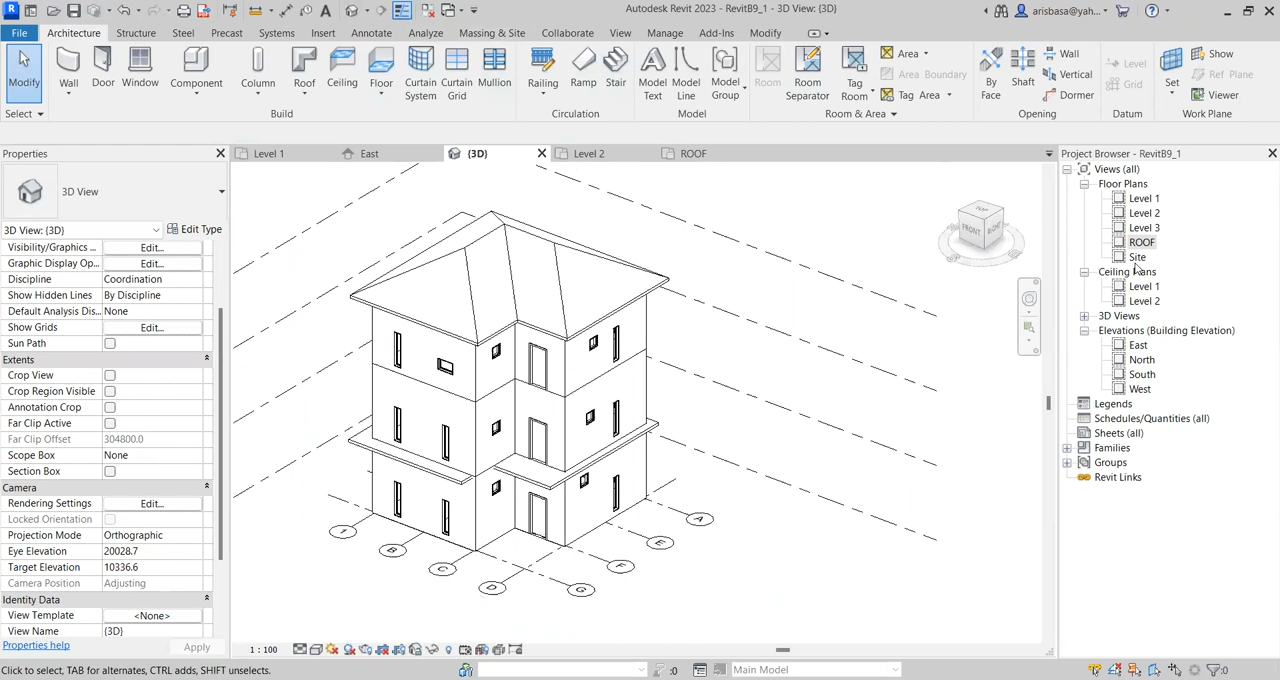 Autodesk Revit 2023 - RevitB9_1 - 3D View: {3D}
arisbasa@yah...
File Architecture Structure Steel Precast Systems Insert Annotate Analyze Massing & Site Collaborate View Manage Add-Ins Modify
Modify Wall Door Window Component Column Roof Ceiling Floor Curtain System Curtain Grid Mullion Railing Ramp Stair Model Text Model Line Model Group Room Room Separator Tag Room Area Area Boundary Tag Area By Face Shaft Wall Vertical Dormer Level Grid Set Show Ref Plane Viewer
Select Build Circulation Model Room & Area Opening Datum Work Plane
Properties
3D View
3D View: {3D} Edit Type
Visibility/Graphics ... Edit...
Graphic Display Op... Edit...
Discipline Coordination
Show Hidden Lines By Discipline
Default Analysis Dis... None
Show Grids Edit...
Sun Path
Extents
Crop View
Crop Region Visible
Annotation Crop
Far Clip Active
Far Clip Offset 304800.0
Scope Box None
Section Box
Camera
Rendering Settings Edit...
Locked Orientation
Projection Mode Orthographic
Eye Elevation 20028.7
Target Elevation 10336.6
Camera Position Adjusting
Identity Data
View Template <None>
View Name {3D}
Properties help Apply
Level 1 East {3D} Level 2 ROOF
TOP
FRONT RIGHT
1 B C D G F E A
1 : 100
Project Browser - RevitB9_1
Views (all)
Floor Plans
Level 1
Level 2
Level 3
ROOF
Site
Ceiling Plans
Level 1
Level 2
3D Views
Elevations (Building Elevation)
East
North
South
West
Legends
Schedules/Quantities (all)
Sheets (all)
Families
Groups
Revit Links
Click to select, TAB for alternates, CTRL adds, SHIFT unselects.
:0
Main Model
:0